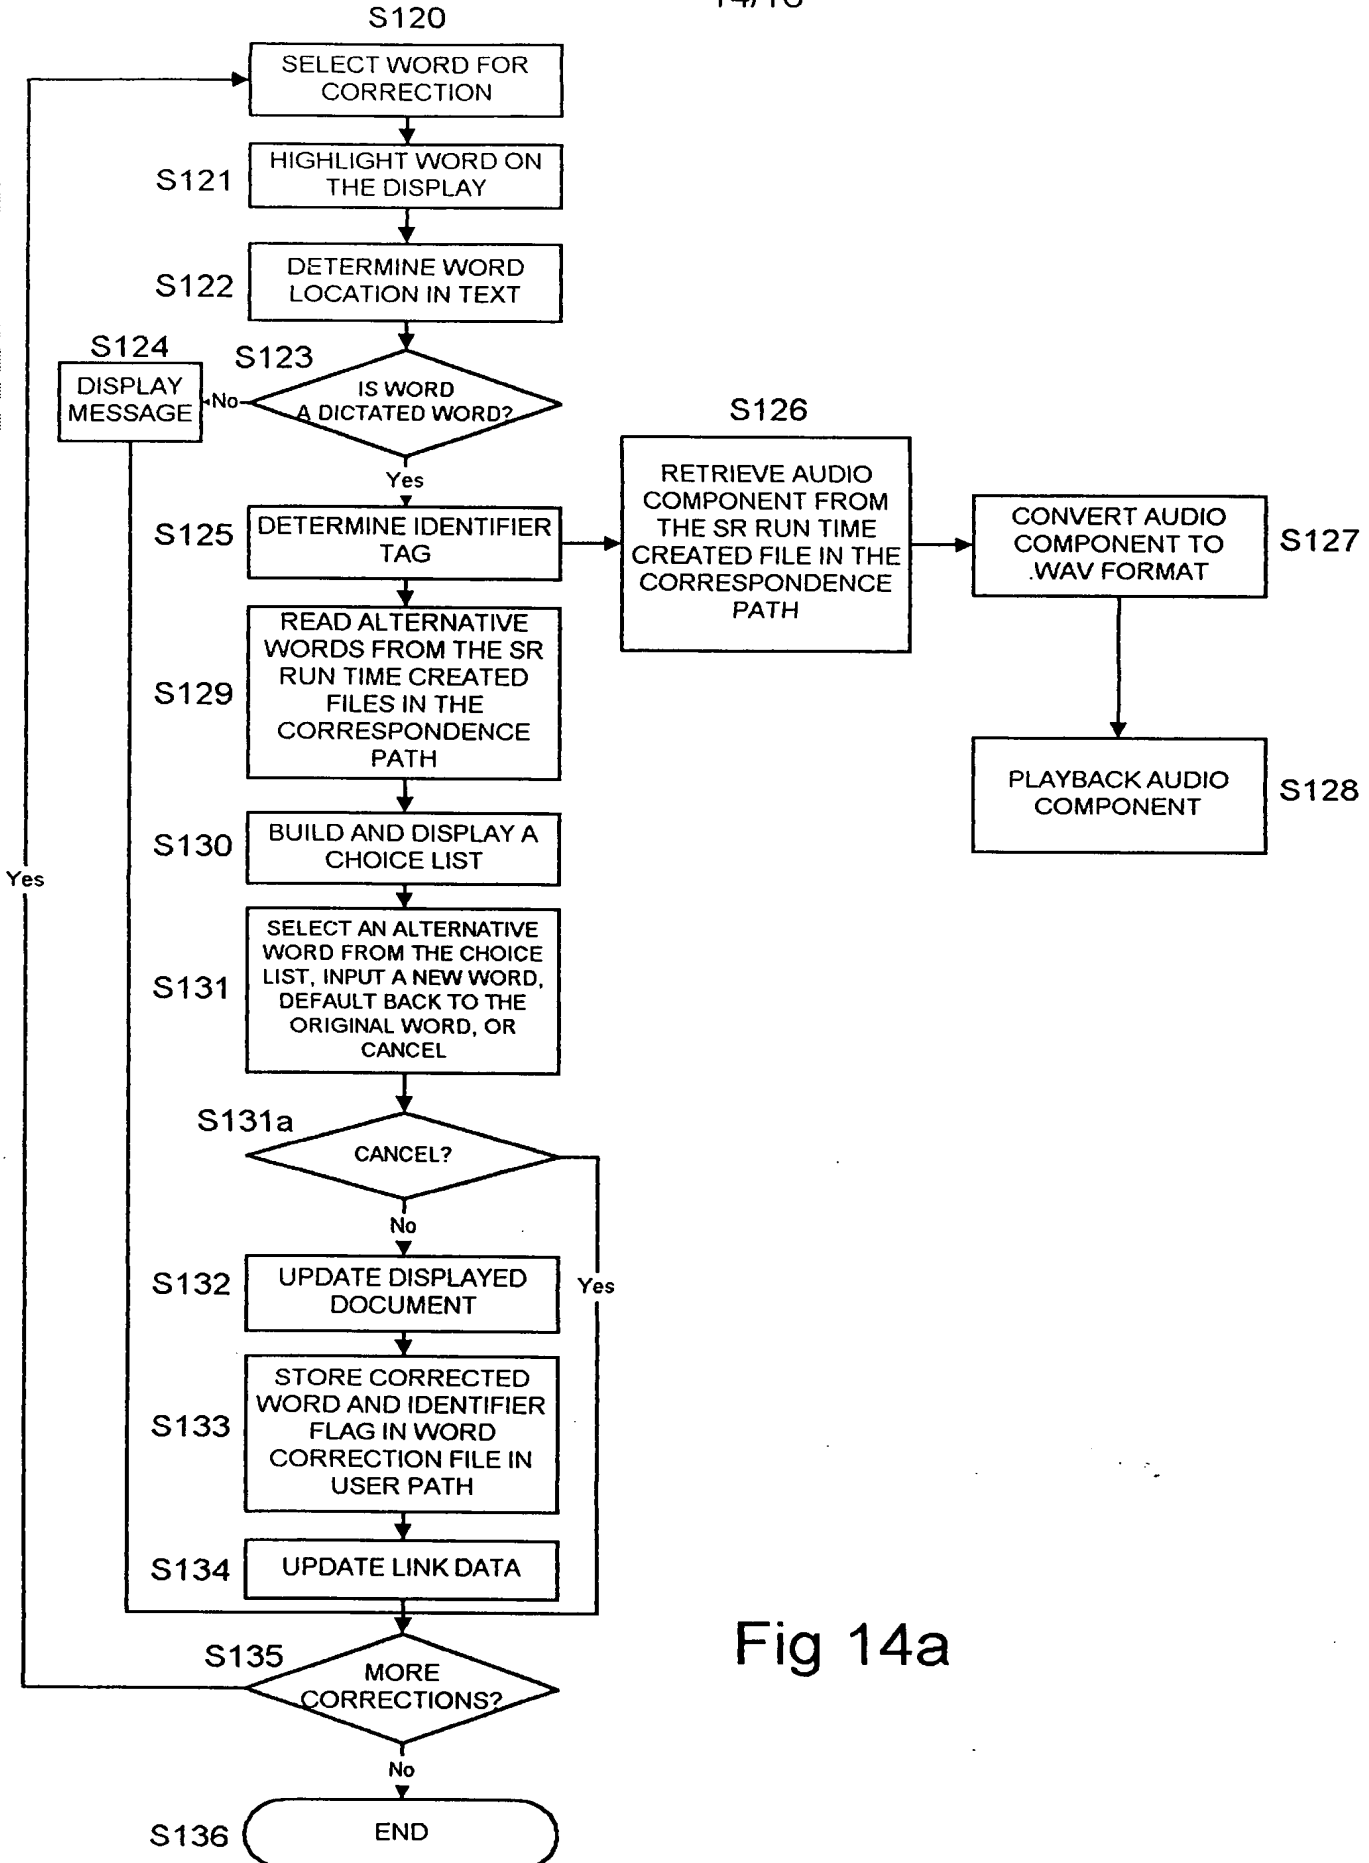 14/18
S120
SELECT WORD FOR
CORRECTION
S121
HIGHLIGHT WORD ON
THE DISPLAY
S122
DETERMINE WORD
LOCATION IN TEXT
S124
DISPLAY
MESSAGE
No
S123
IS WORD
A DICTATED WORD?
Yes
S125
DETERMINE IDENTIFIER
TAG
S126
RETRIEVE AUDIO
COMPONENT FROM
THE SR RUN TIME
CREATED FILE IN THE
CORRESPONDENCE
PATH
CONVERT AUDIO
COMPONENT TO
.WAV FORMAT
S127
PLAYBACK AUDIO
COMPONENT
S128
S129
READ ALTERNATIVE
WORDS FROM THE SR
RUN TIME CREATED
FILES IN THE
CORRESPONDENCE
PATH
S130
BUILD AND DISPLAY A
CHOICE LIST
Yes
S131
SELECT AN ALTERNATIVE
WORD FROM THE CHOICE
LIST, INPUT A NEW WORD,
DEFAULT BACK TO THE
ORIGINAL WORD, OR
CANCEL
S131a
CANCEL?
No
Yes
S132
UPDATE DISPLAYED
DOCUMENT
S133
STORE CORRECTED
WORD AND IDENTIFIER
FLAG IN WORD
CORRECTION FILE IN
USER PATH
S134
UPDATE LINK DATA
S135
MORE
CORRECTIONS?
No
S136
END
Fig 14a